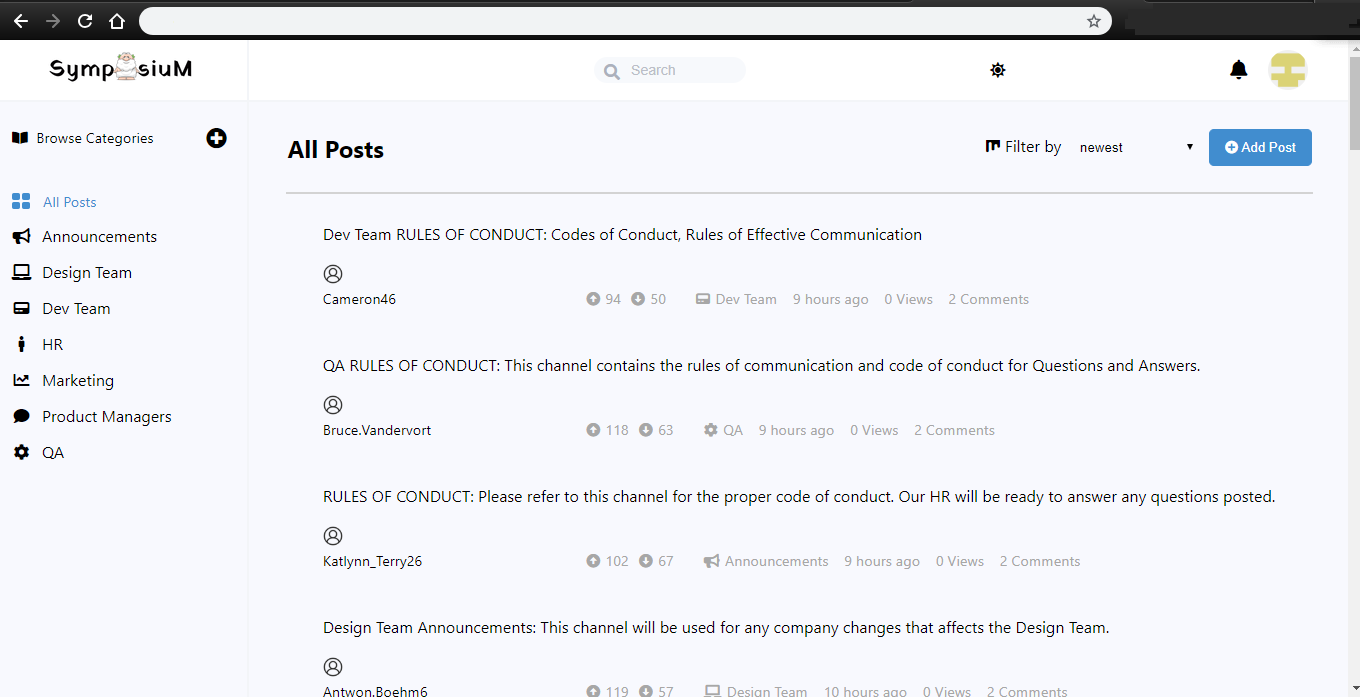 SymposiuM
Search
Browse Categories
All Posts
Announcements
Design Team
Dev Team
HR
Marketing
Product Managers
QA
All Posts
Filter by newest
Add Post
Dev Team RULES OF CONDUCT: Codes of Conduct, Rules of Effective Communication
Cameron46 94 50 Dev Team 9 hours ago 0 Views 2 Comments
QA RULES OF CONDUCT: This channel contains the rules of communication and code of conduct for Questions and Answers.
Bruce.Vandervort 118 63 QA 9 hours ago 0 Views 2 Comments
RULES OF CONDUCT: Please refer to this channel for the proper code of conduct. Our HR will be ready to answer any questions posted.
Katlynn_Terry26 102 67 Announcements 9 hours ago 0 Views 2 Comments
Design Team Announcements: This channel will be used for any company changes that affects the Design Team.
Antwon.Boehm6 119 57 Design Team 10 hours ago 0 Views 2 Comments